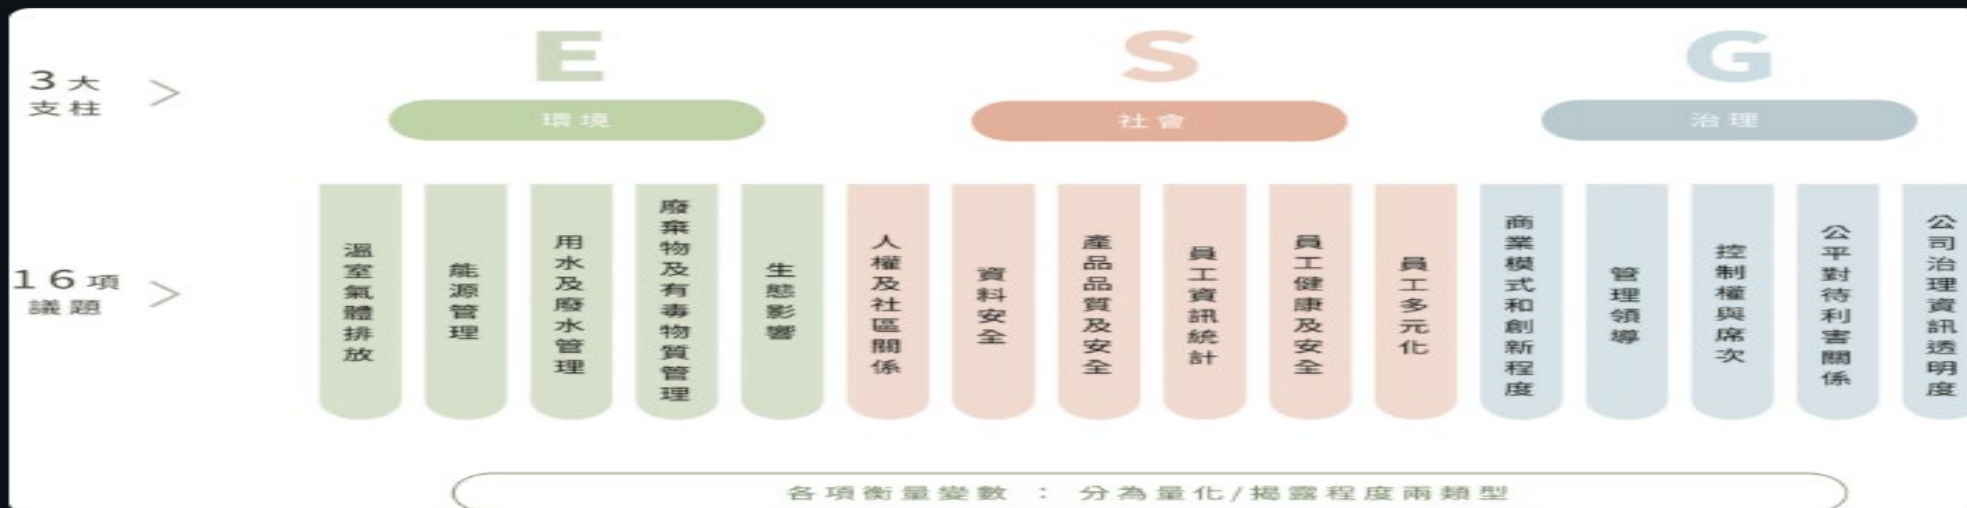 E
S
G
3大
支柱
環境
社會
治理
16項
議題
溫室氣體排放
能源管理
用水及廢水管理
廢棄物及有毒物質管理
生態影響
人權及社區關係
資料安全
產品品質及安全
員工資訊統計
員工健康及安全
員工多元化
商業模式和創新程度
管理領導
控制權與席次
公平對待利害關係
公司治理資訊透明度
各項衡量變數 : 分為量化/揭露程度兩類型